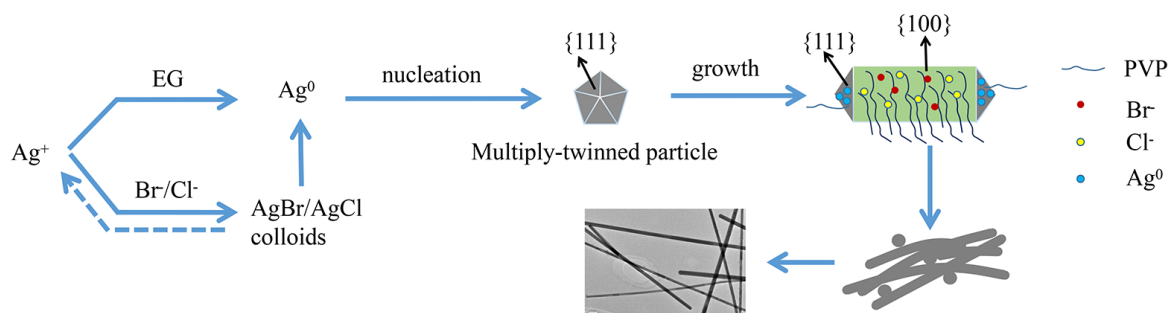 Ag⁺
EG
Br⁻/Cl⁻
AgBr/AgCl
colloids
Ag⁰
nucleation
{111}
Multiply-twinned particle
growth
{111}
{100}
PVP
Br⁻
Cl⁻
Ag⁰